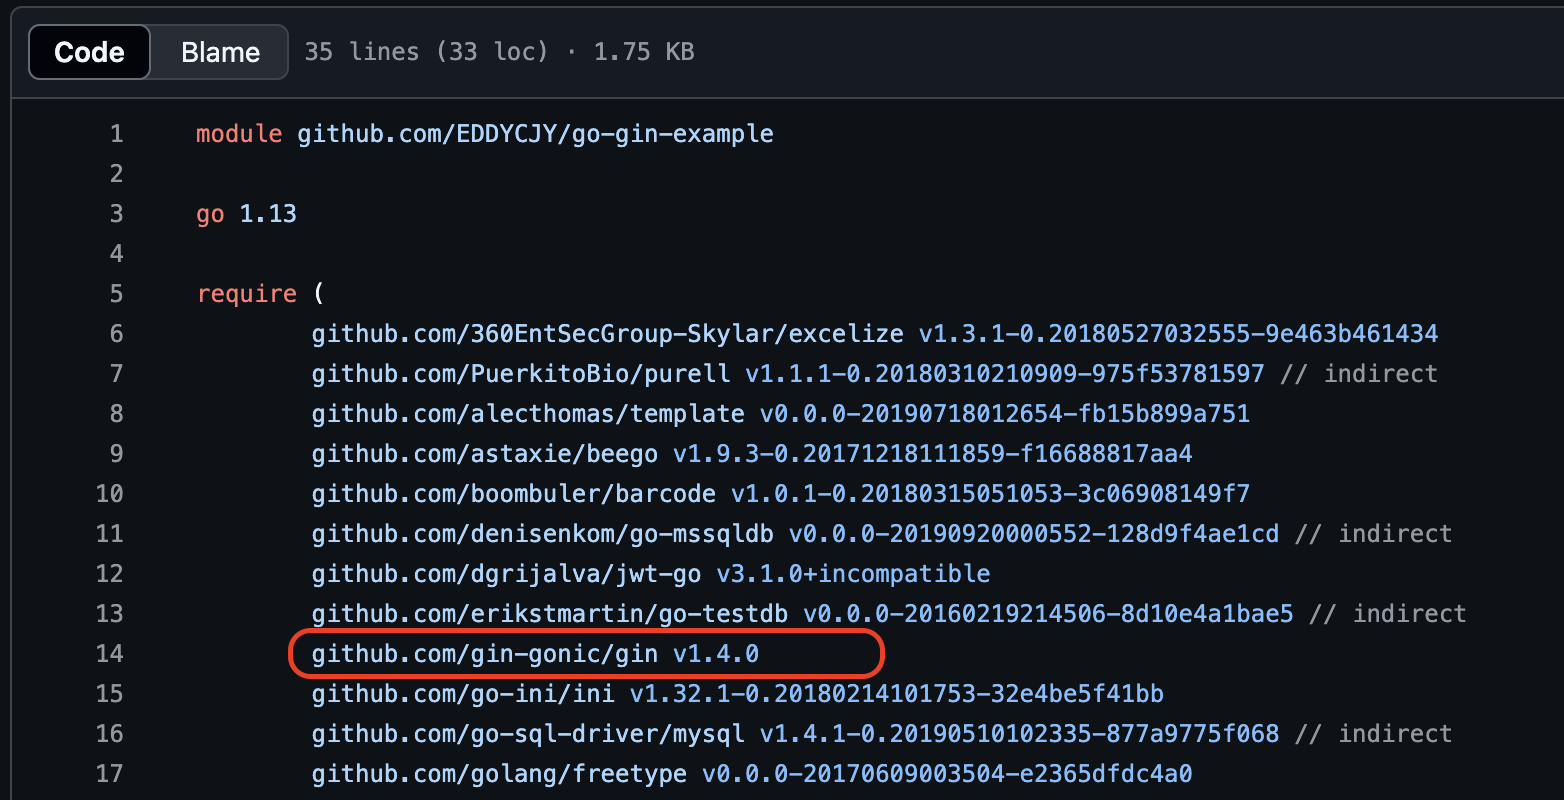 Code Blame 35 lines (33 loc) · 1.75 KB
1 module github.com/EDDYCJY/go-gin-example
2
3 go 1.13
4
5 require (
6 github.com/360EntSecGroup-Skylar/excelize v1.3.1-0.20180527032555-9e463b461434
7 github.com/PuerkitoBio/purell v1.1.1-0.20180310210909-975f53781597 // indirect
8 github.com/alecthomas/template v0.0.0-20190718012654-fb15b899a751
9 github.com/astaxie/beego v1.9.3-0.20171218111859-f16688817aa4
10 github.com/boombuler/barcode v1.0.1-0.20180315051053-3c06908149f7
11 github.com/denisenkom/go-mssqldb v0.0.0-20190920000552-128d9f4ae1cd // indirect
12 github.com/dgrijalva/jwt-go v3.1.0+incompatible
13 github.com/erikstmartin/go-testdb v0.0.0-20160219214506-8d10e4a1bae5 // indirect
14 github.com/gin-gonic/gin v1.4.0
15 github.com/go-ini/ini v1.32.1-0.20180214101753-32e4be5f41bb
16 github.com/go-sql-driver/mysql v1.4.1-0.20190510102335-877a9775f068 // indirect
17 github.com/golang/freetype v0.0.0-20170609003504-e2365dfdc4a0